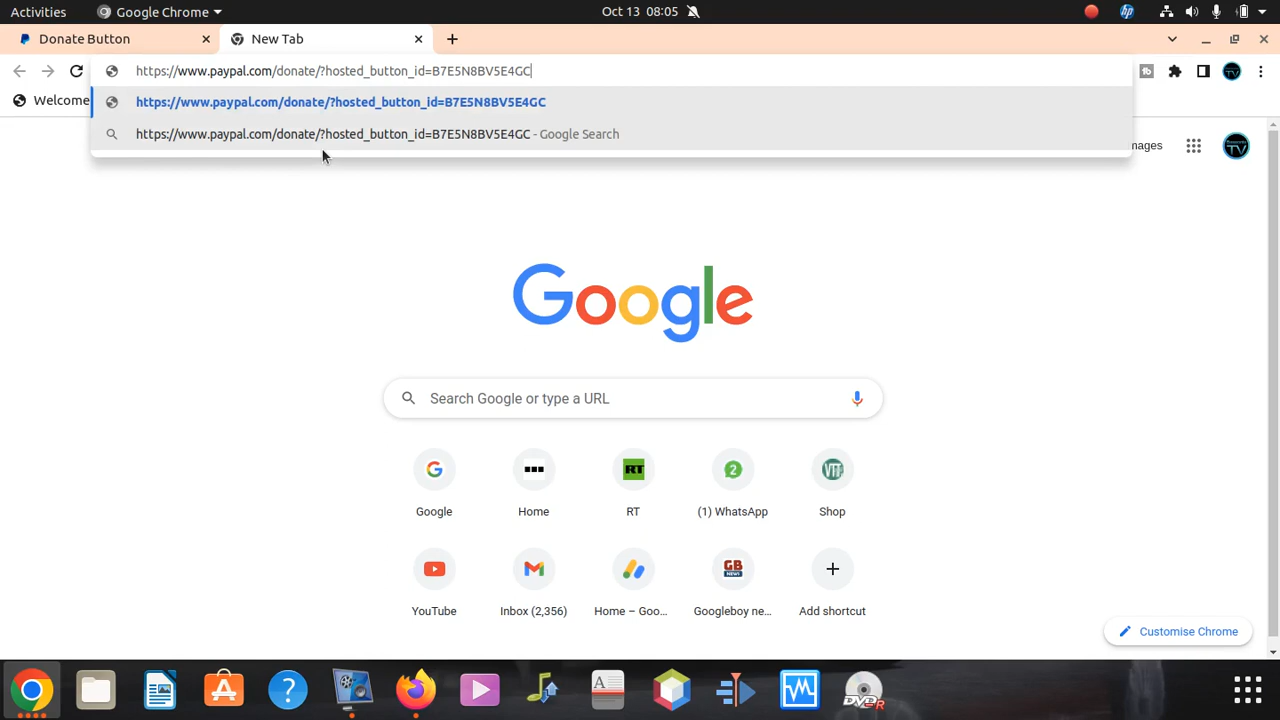 Activities
Google Chrome
Oct 13 08:05
Donate Button
New Tab
https://www.paypal.com/donate/?hosted_button_id=B7E5N8BV5E4GC
Welcome
https://www.paypal.com/donate/?hosted_button_id=B7E5N8BV5E4GC
https://www.paypal.com/donate/?hosted_button_id=B7E5N8BV5E4GC - Google Search
mages
Google
Search Google or type a URL
Google
Home
RT
(1) WhatsApp
Shop
YouTube
Inbox (2,356)
Home – Goo...
Googleboy ne...
Add shortcut
Customise Chrome